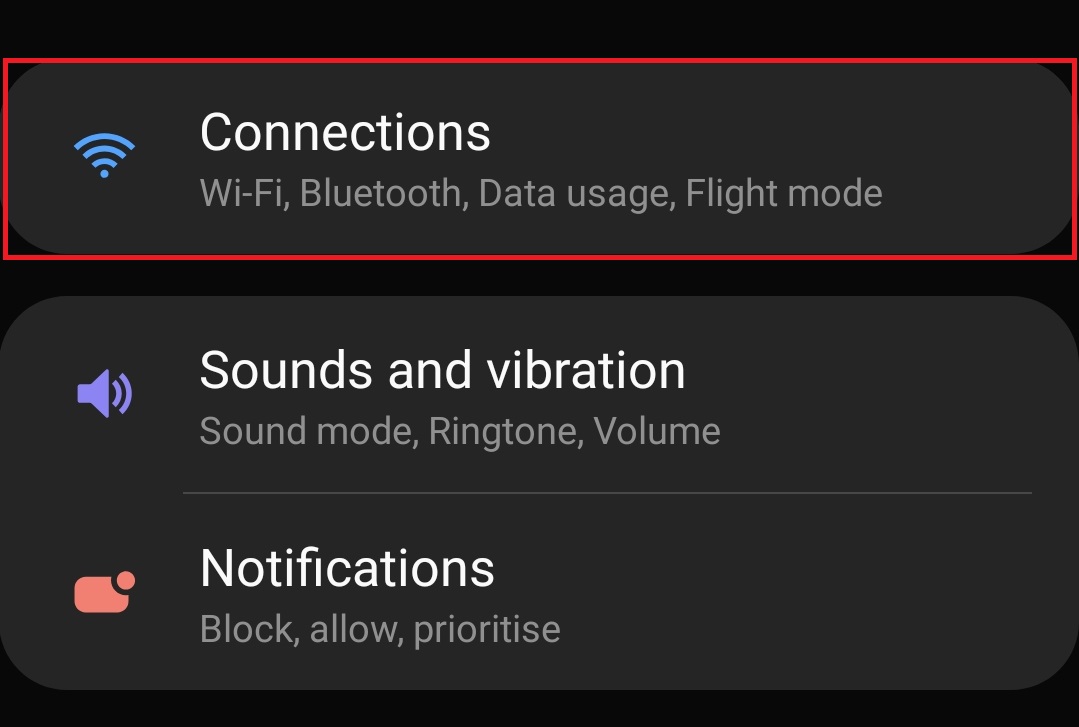 Connections
Wi-Fi, Bluetooth, Data usage, Flight mode
Sounds and vibration
Sound mode, Ringtone, Volume
Notifications
Block, allow, prioritise